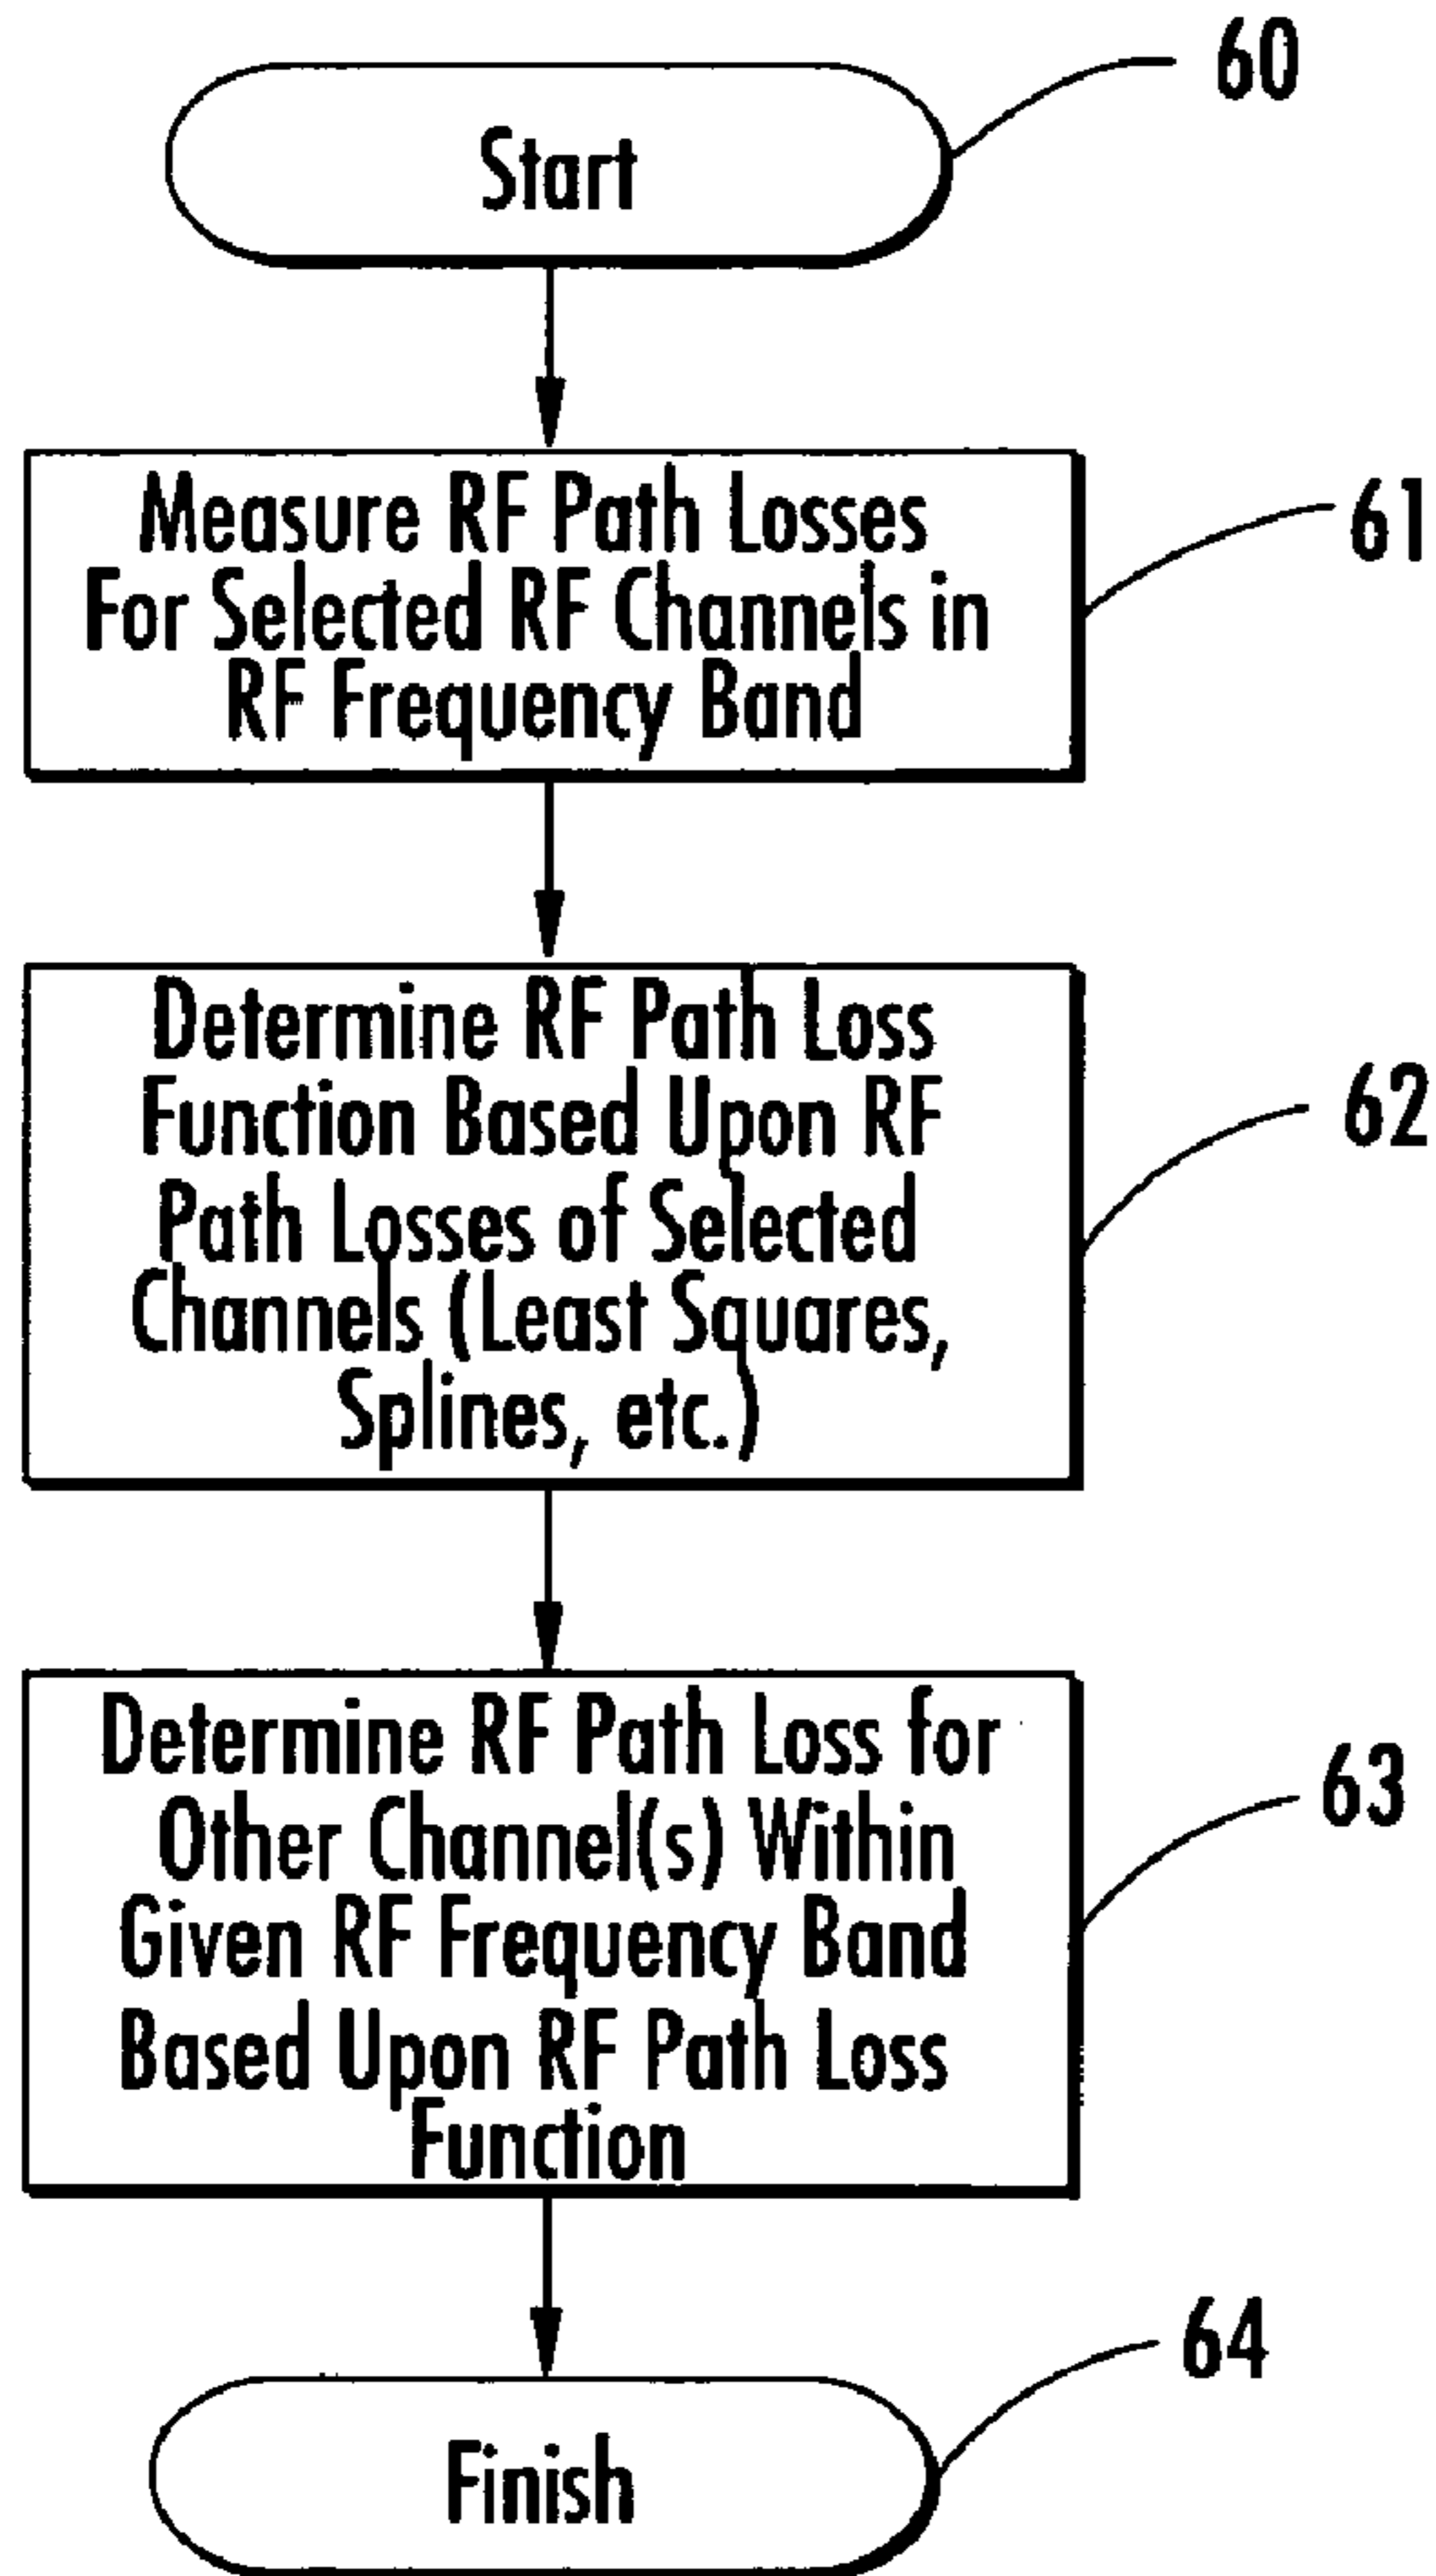 60
Start
Measure RF Path Losses
For Selected RF Channels in
RF Frequency Band
61
Determine RF Path Loss
Function Based Upon RF
Path Losses of Selected
Channels (Least Squares,
Splines, etc.)
62
Determine RF Path Loss for
Other Channel(s) Within
Given RF Frequency Band
Based Upon RF Path Loss
Function
63
64
Finish